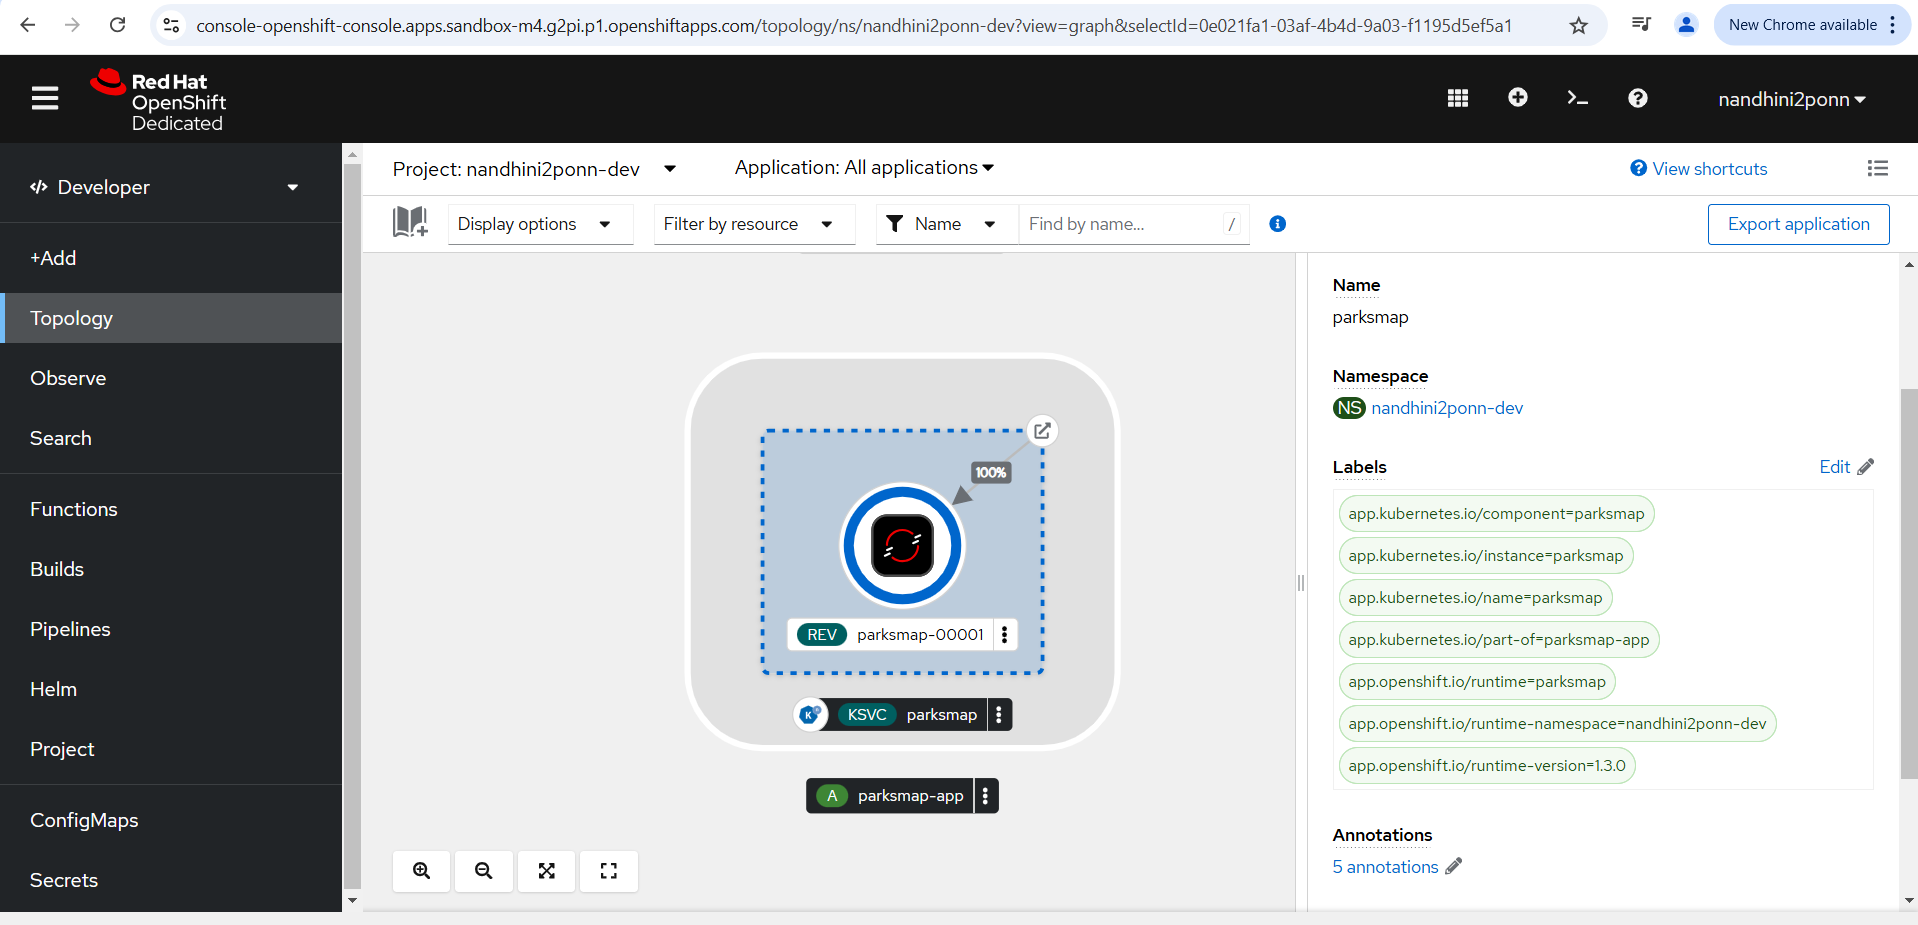 console-openshift-console.apps.sandbox-m4.g2pi.p1.openshiftapps.com/topology/ns/nandhini2ponn-dev?view=graph&selectId=0e021fa1-03af-4b4d-9a03-f1195d5ef5a1
New Chrome available
Red Hat
OpenShift
Dedicated
nandhini2ponn
Developer
+Add
Topology
Observe
Search
Functions
Builds
Pipelines
Helm
Project
ConfigMaps
Secrets
Project: nandhini2ponn-dev
Application: All applications
View shortcuts
Display options
Filter by resource
Name
Find by name...
/
Export application
100%
REV parksmap-00001
K
KSVC parksmap
A parksmap-app
Name
parksmap
Namespace
NS nandhini2ponn-dev
Labels
Edit
app.kubernetes.io/component=parksmap
app.kubernetes.io/instance=parksmap
app.kubernetes.io/name=parksmap
app.kubernetes.io/part-of=parksmap-app
app.openshift.io/runtime=parksmap
app.openshift.io/runtime-namespace=nandhini2ponn-dev
app.openshift.io/runtime-version=1.3.0
Annotations
5 annotations